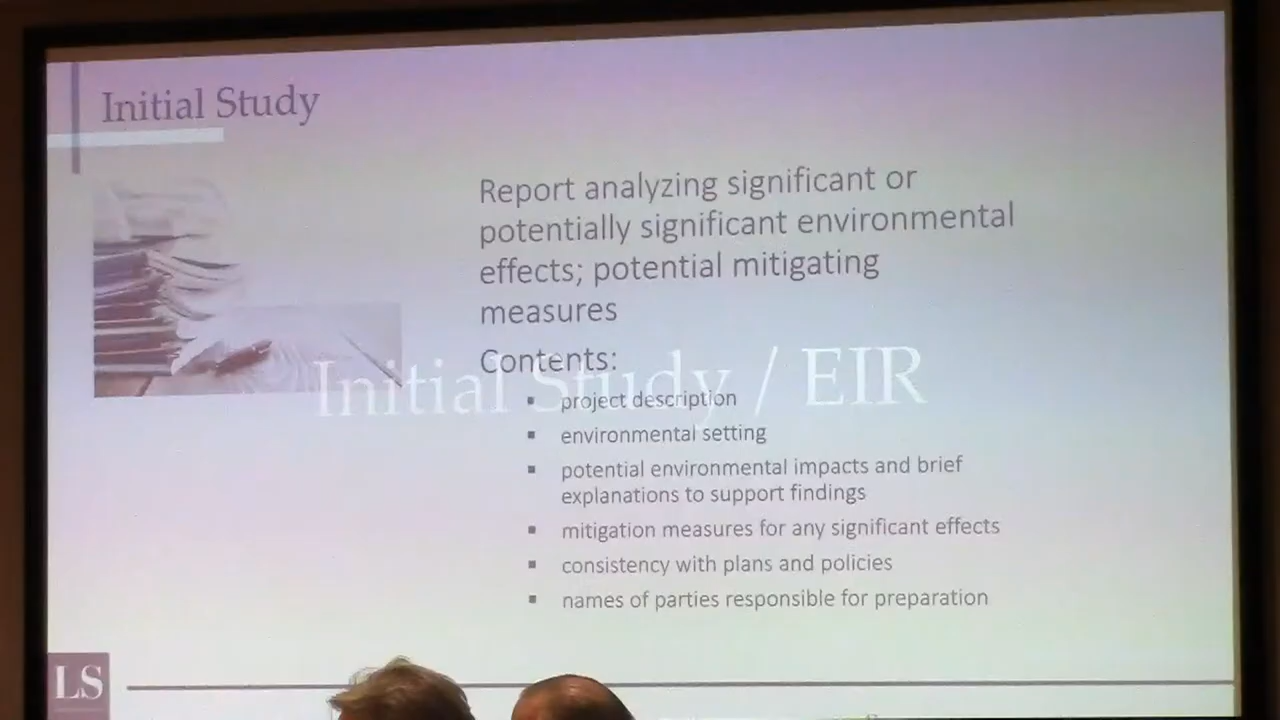 Initial Study
Report analyzing significant or
potentially significant environmental
effects; potential mitigating
measures
Contents:
Initial Study / EIR
▪ project description
▪ environmental setting
▪ potential environmental impacts and brief
explanations to support findings
▪ mitigation measures for any significant effects
▪ consistency with plans and policies
▪ names of parties responsible for preparation
LS